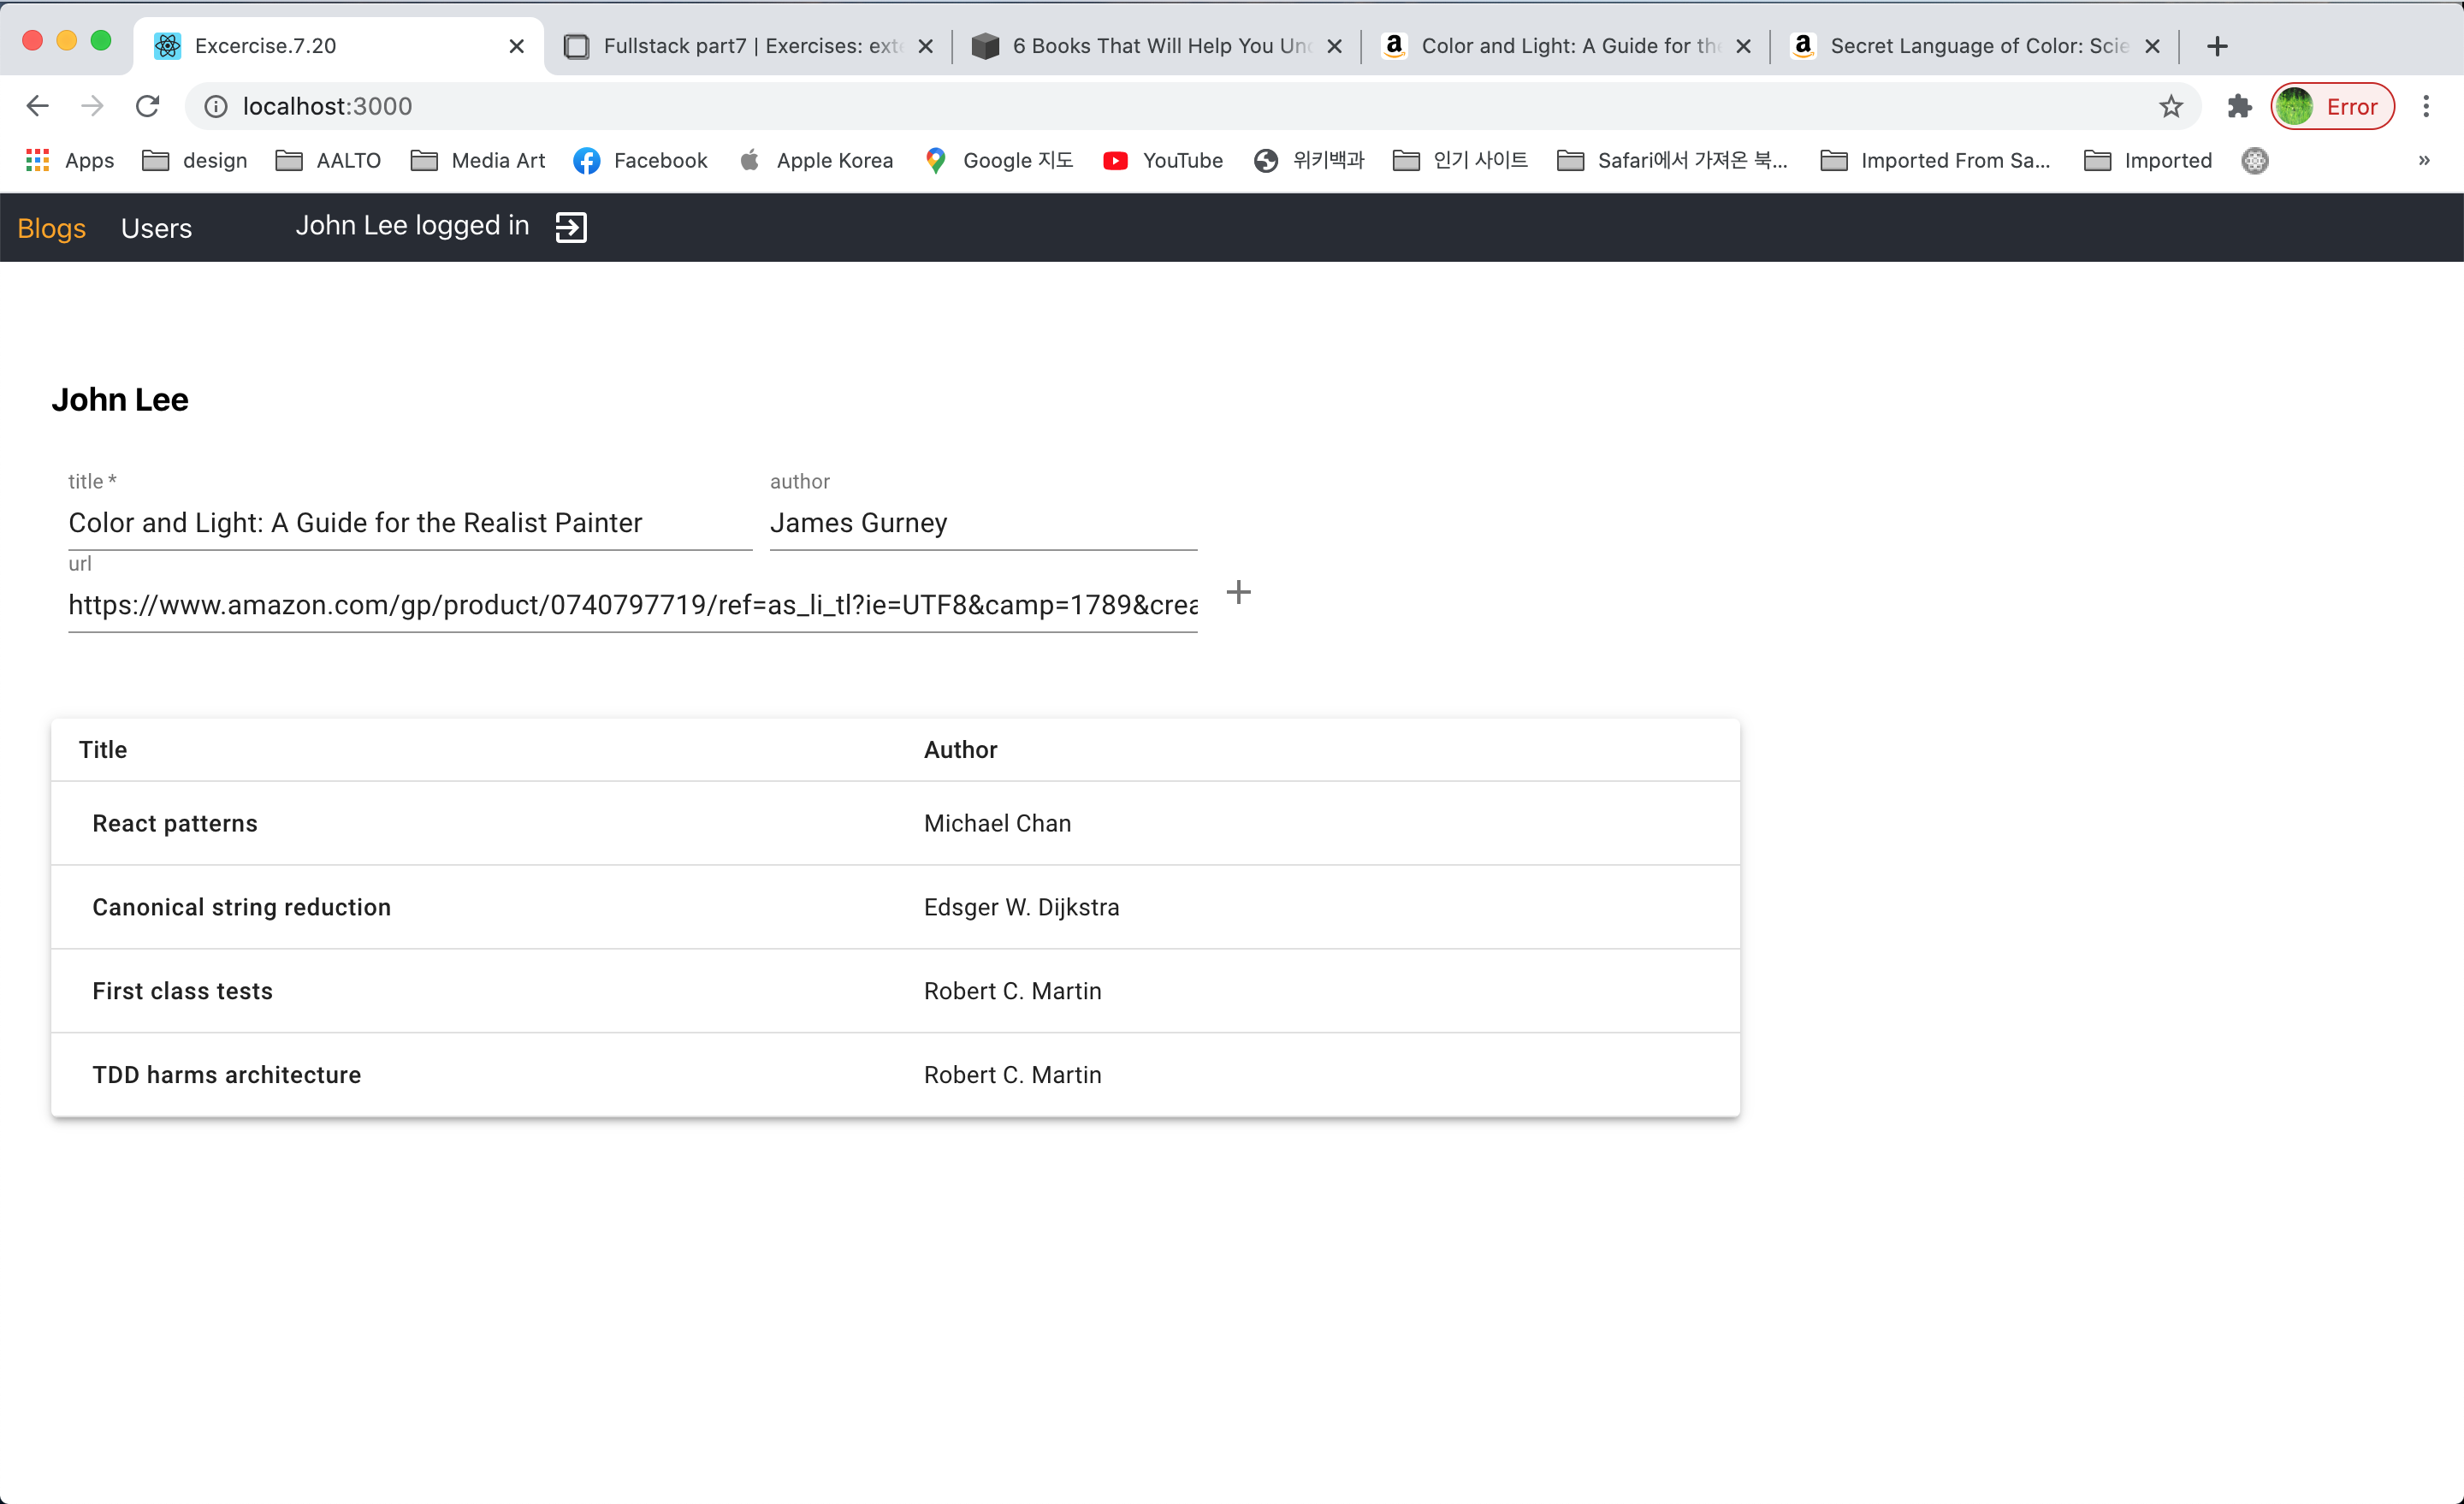 Excercise.7.20
Fullstack part7 | Exercises: exte
6 Books That Will Help You Und
Color and Light: A Guide for the
Secret Language of Color: Scie
localhost:3000
Error
Apps design AALTO Media Art Facebook Apple Korea Google 지도 YouTube 위키백과 인기 사이트 Safari에서 가져온 북... Imported From Sa... Imported »
Blogs Users John Lee logged in
John Lee
title * author
Color and Light: A Guide for the Realist Painter James Gurney
url
https://www.amazon.com/gp/product/0740797719/ref=as_li_tl?ie=UTF8&camp=1789&crea
Title Author
React patterns Michael Chan
Canonical string reduction Edsger W. Dijkstra
First class tests Robert C. Martin
TDD harms architecture Robert C. Martin